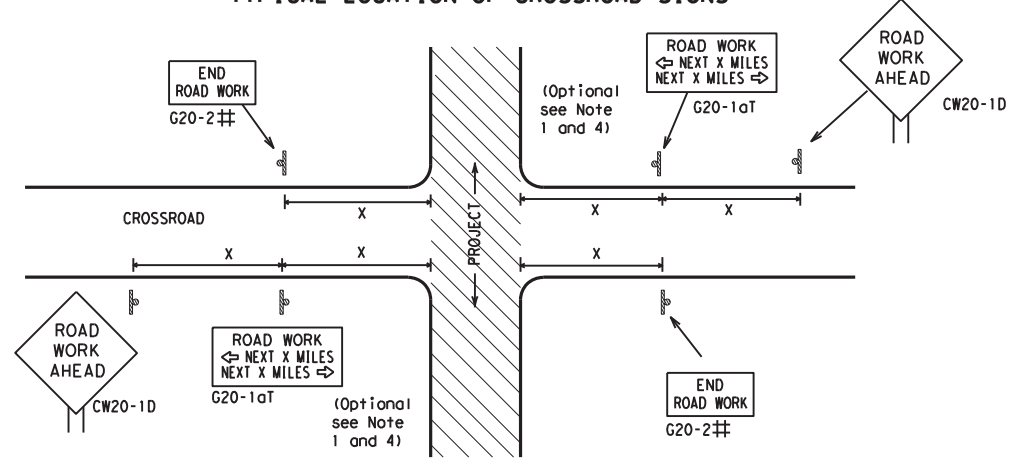 TYPICAL LOCATION OF CROSSROAD SIGNS
ROAD WORK
⇦ NEXT X MILES
NEXT X MILES ⇨
G20-1aT
ROAD
WORK
AHEAD
CW20-1D
END
ROAD WORK
G20-2#
(Optional
see Note
1 and 4)
X
X
X
CROSSROAD
PROJECT
X
X
X
ROAD
WORK
AHEAD
CW20-1D
ROAD WORK
⇦ NEXT X MILES
NEXT X MILES ⇨
G20-1aT
(Optional
see Note
1 and 4)
END
ROAD WORK
G20-2#